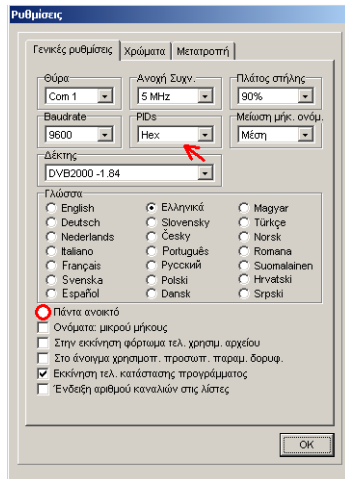 Ρυθμίσεις
Γενικές ρυθμίσεις Χρώματα Μετατροπή
Θύρα Ανοχή Συχν. Πλάτος στήλης
Com 1 5 MHz 90%
Baudrate PIDs Μείωση μήκ. ονόμ.
9600 Hex Μέση
Δέκτης
DVB2000 -1.84
Γλώσσα
English Ελληνικά Magyar
Deutsch Slovensky Türkçe
Nederlands Česky Norsk
Italiano Português Romana
Français Русский Suomalainen
Svenska Polski Hrvatski
Español Dansk Srpski
Πάντα ανοικτό
Ονόματα: μικρού μήκους
Στην εκκίνηση φόρτωμα τελ. χρησιμ. αρχείου
Στο άνοιγμα χρησιμοπ. προσωπ. παραμ. δορυφ.
Εκκίνηση τελ. κατάστασης προγράμματος
Ένδειξη αριθμού καναλιών στις λίστες
OK